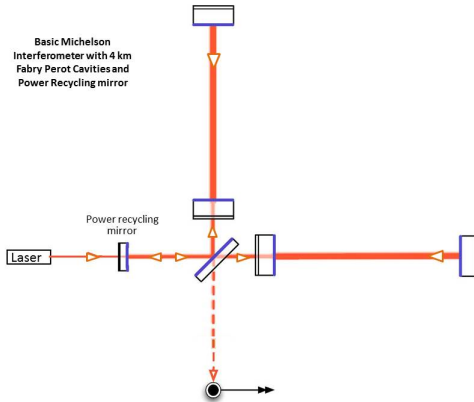 Basic Michelson
Interferometer with 4 km
Fabry Perot Cavities and
Power Recycling mirror
Power recycling
mirror
Laser